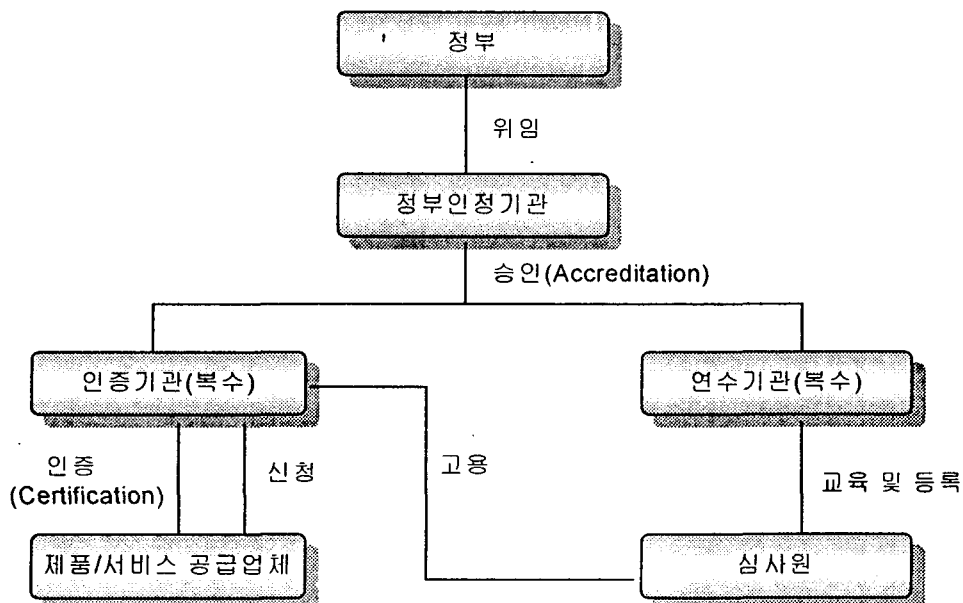 정부
위임
정부인정기관
승인(Accreditation)
인증기관(복수)
연수기관(복수)
인증
(Certification)
신청
고용
교육 및 등록
제품/서비스 공급업체
심사원